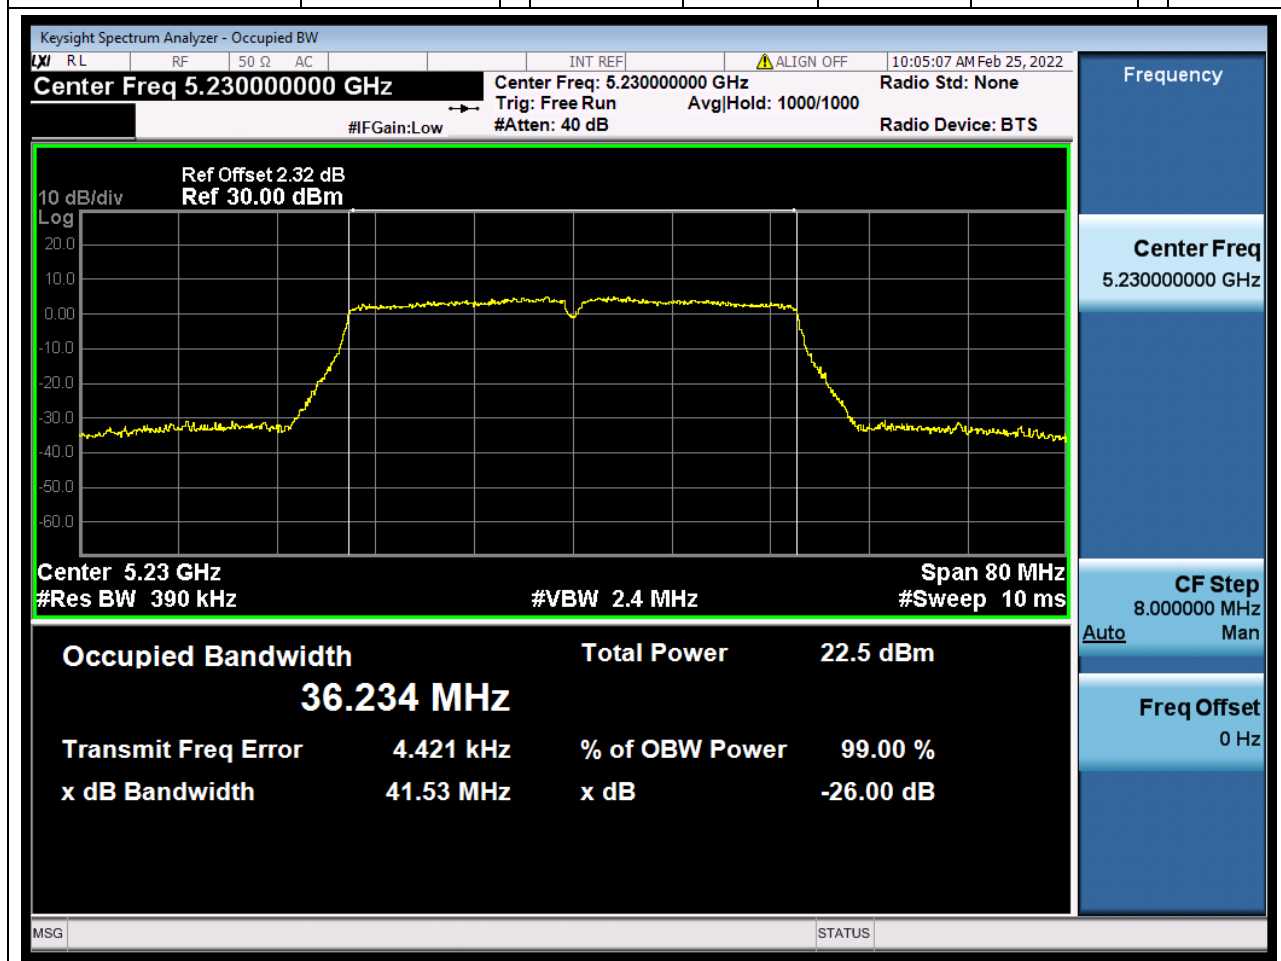 Keysight Spectrum Analyzer - Occupied BW
LXI RL RF 50 Ω AC INT REF ALIGN OFF 10:05:07 AM Feb 25, 2022
Center Freq 5.230000000 GHz
Center Freq: 5.230000000 GHz
Radio Std: None
Trig: Free Run Avg|Hold: 1000/1000
#IFGain:Low
#Atten: 40 dB
Radio Device: BTS
Ref Offset 2.32 dB
10 dB/div Ref 30.00 dBm
Log
20.0
10.0
0.00
-10.0
-20.0
-30.0
-40.0
-50.0
-60.0
Center 5.23 GHz Span 80 MHz
#Res BW 390 kHz #VBW 2.4 MHz #Sweep 10 ms
Occupied Bandwidth Total Power 22.5 dBm
36.234 MHz
Transmit Freq Error 4.421 kHz % of OBW Power 99.00 %
x dB Bandwidth 41.53 MHz x dB -26.00 dB
Frequency
Center Freq
5.230000000 GHz
CF Step
8.000000 MHz
Auto Man
Freq Offset
0 Hz
MSG STATUS